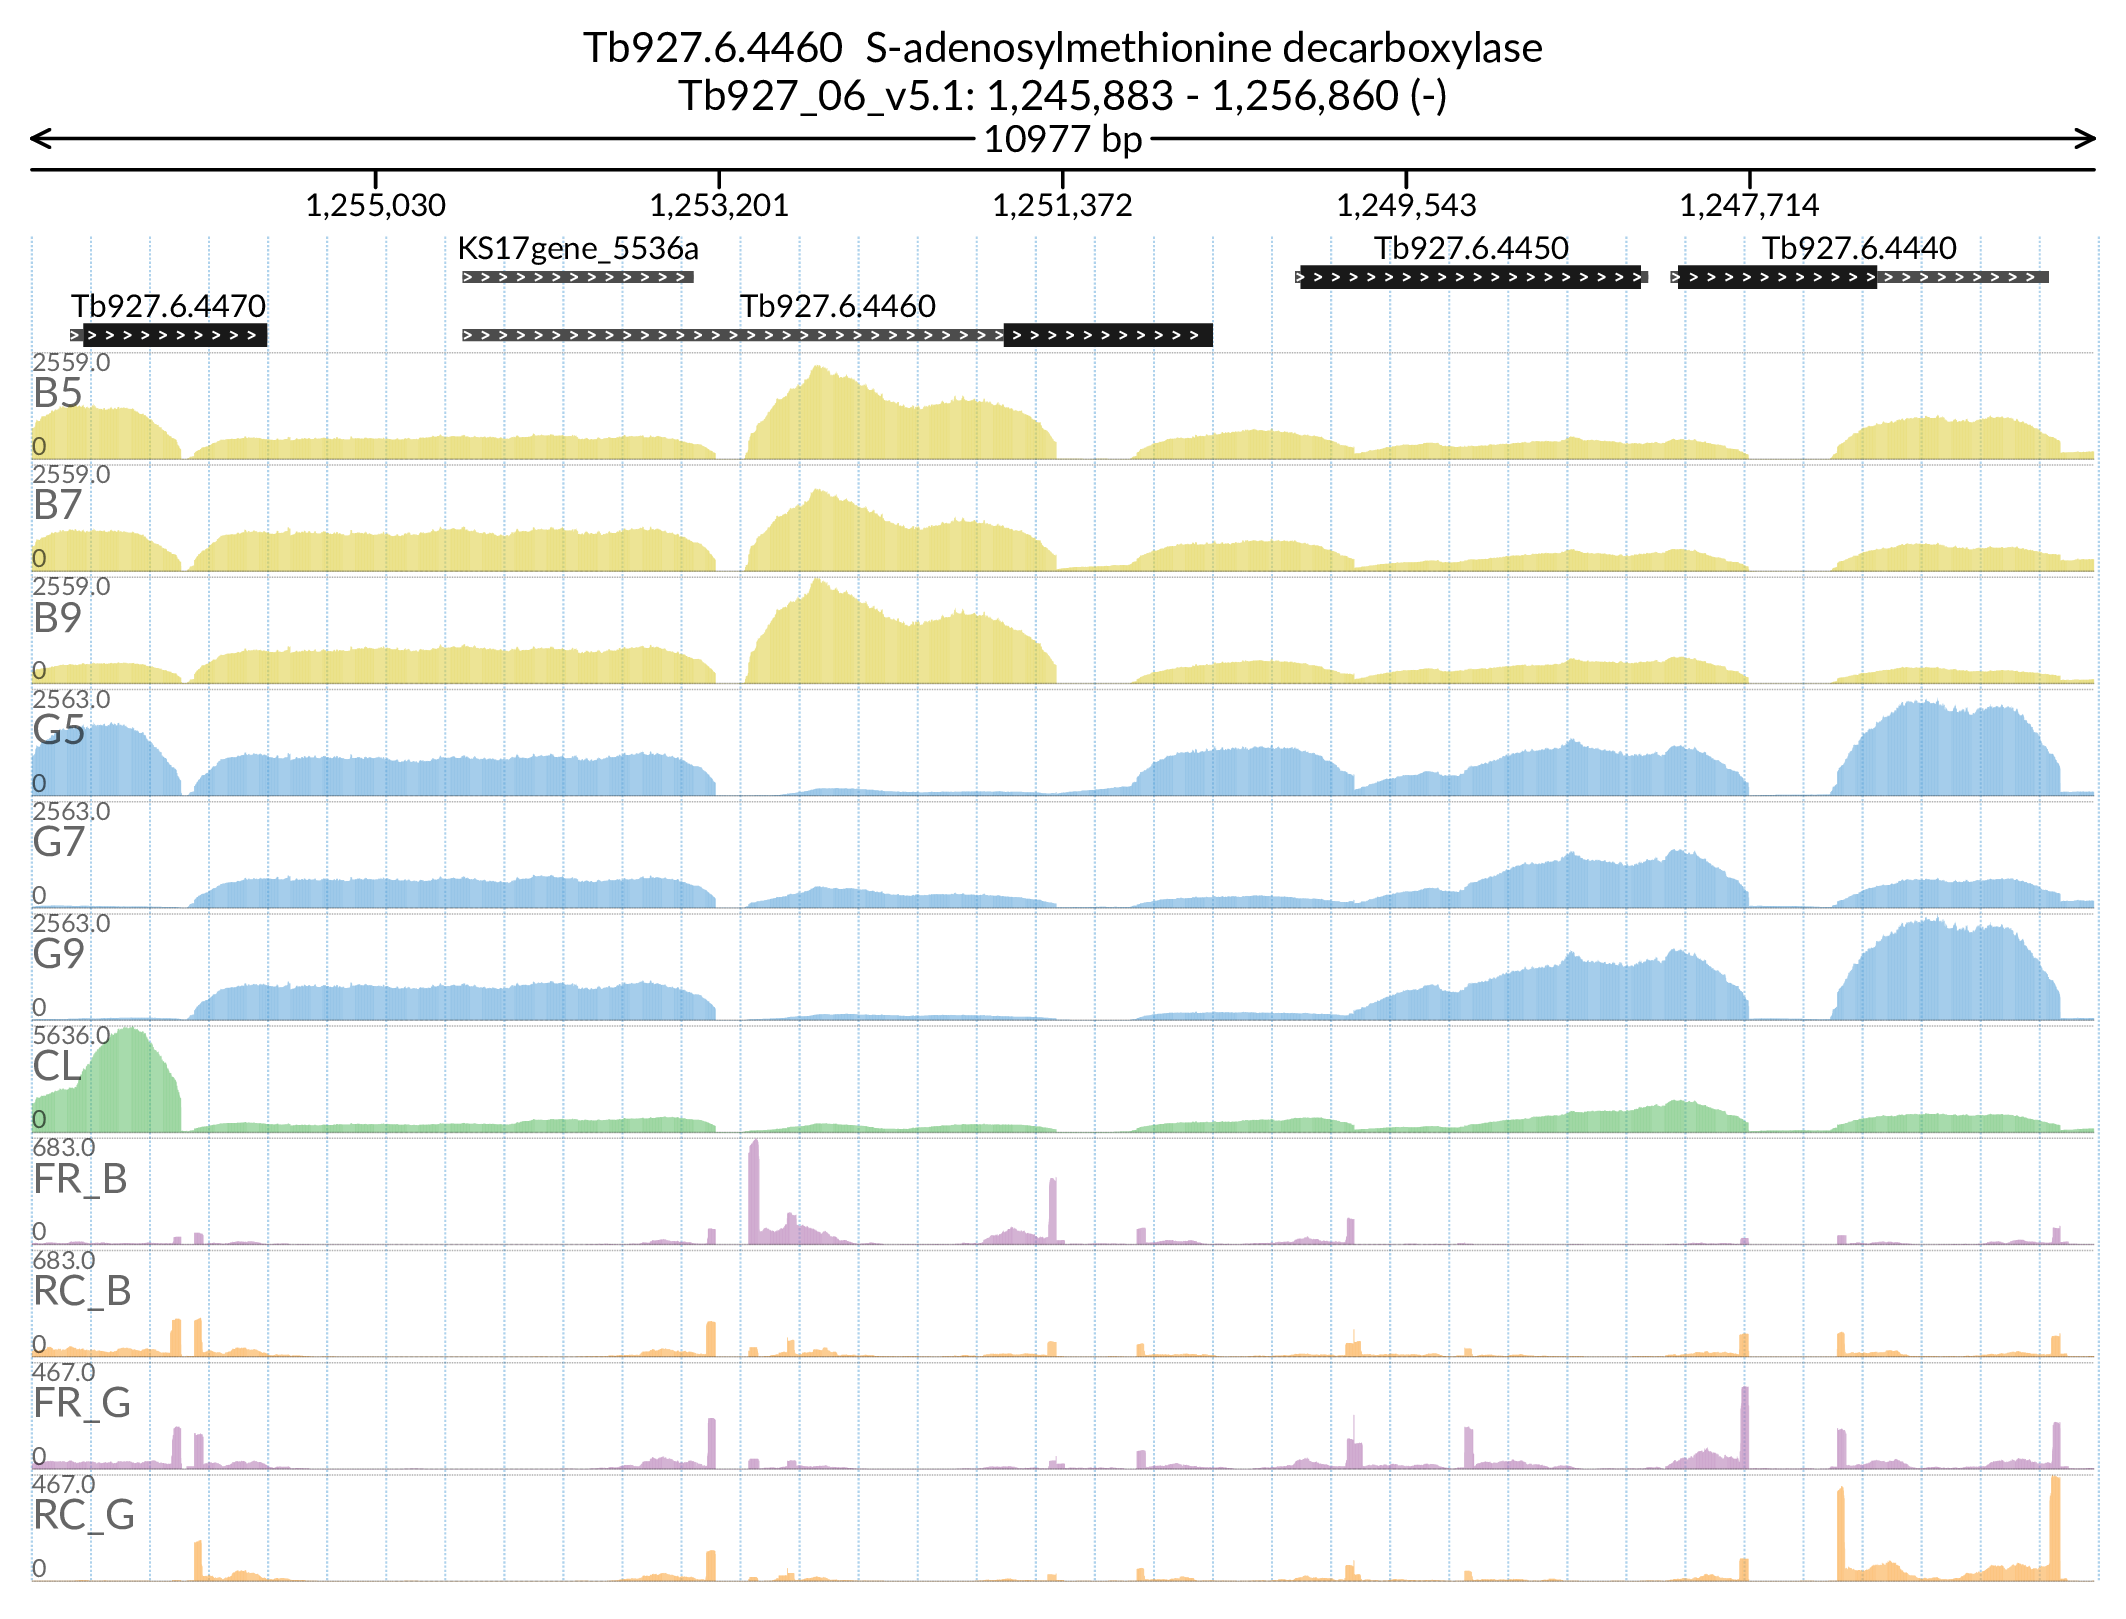 Tb927.6.4460  S-adenosylmethionine decarboxylase
Tb927_06_v5.1: 1,245,883 - 1,256,860 (-)
10977 bp
1,255,030 1,253,201 1,251,372 1,249,543 1,247,714
KS17gene_5536a Tb927.6.4450 Tb927.6.4440
Tb927.6.4470 Tb927.6.4460
2559.0
B5
0
2559.0
B7
0
2559.0
B9
0
2563.0
G5
0
2563.0
G7
0
2563.0
G9
0
5636.0
CL
0
683.0
FR_B
0
683.0
RC_B
0
467.0
FR_G
0
467.0
RC_G
0